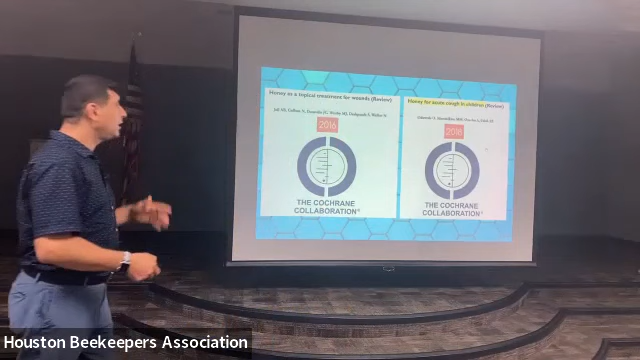 Honey as a topical treatment for wounds (Review)
2016
THE COCHRANE
COLLABORATION®
Honey for acute cough in children (Review)
2018
THE COCHRANE
COLLABORATION®
Houston Beekeepers Association